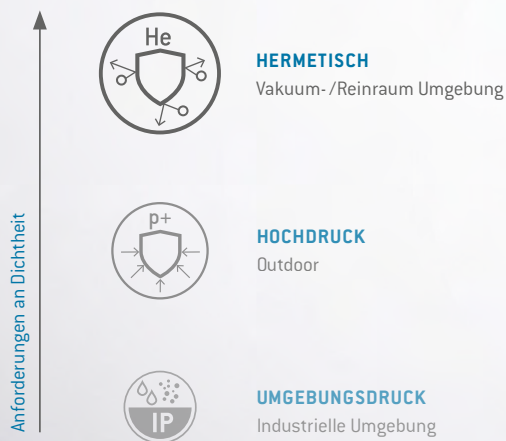 He
HERMETISCH
Vakuum-/Reinraum Umgebung
p+
HOCHDRUCK
Outdoor
IP
UMGEBUNGSDRUCK
Industrielle Umgebung
Anforderungen an Dichtheit